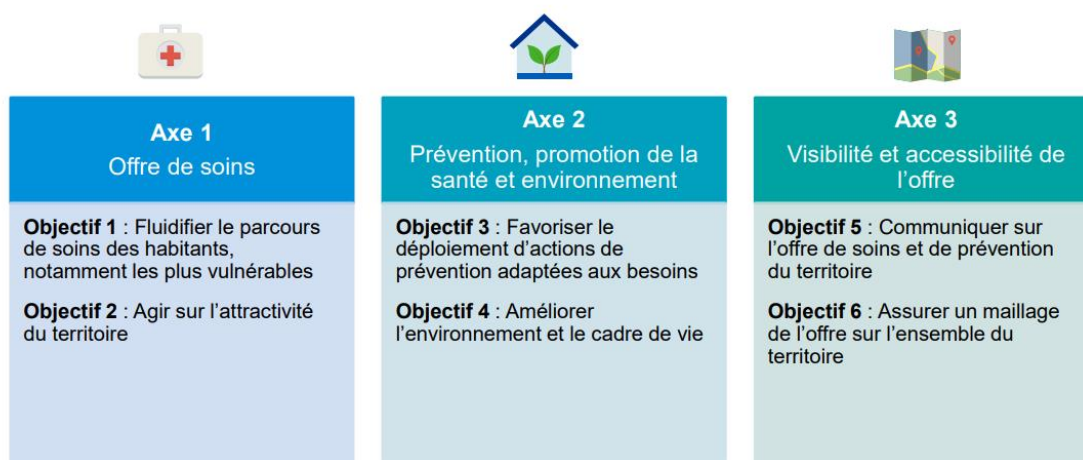 Axe 1
Offre de soins
Objectif 1 : Fluidifier le parcours
de soins des habitants,
notamment les plus vulnérables
Objectif 2 : Agir sur l’attractivité
du territoire
Axe 2
Prévention, promotion de la
santé et environnement
Objectif 3 : Favoriser le
déploiement d’actions de
prévention adaptées aux besoins
Objectif 4 : Améliorer
l’environnement et le cadre de vie
Axe 3
Visibilité et accessibilité de
l’offre
Objectif 5 : Communiquer sur
l’offre de soins et de prévention
du territoire
Objectif 6 : Assurer un maillage
de l’offre sur l’ensemble du
territoire